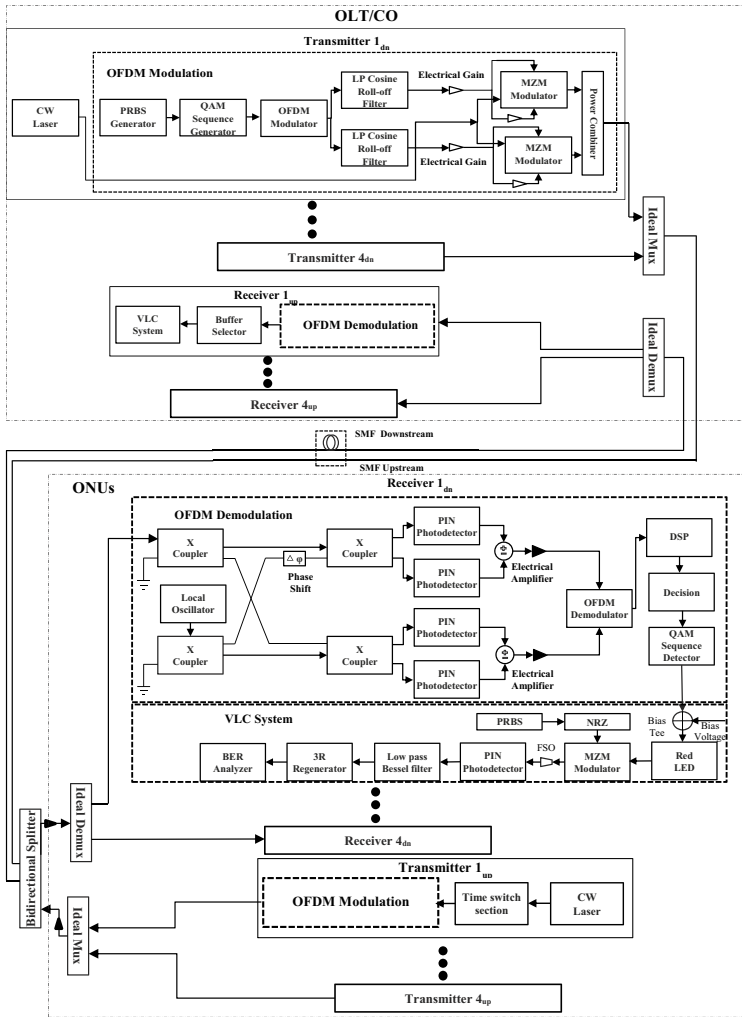 OLT/CO
Transmitter 1dn
OFDM Modulation
CW
Laser
PRBS
Generator
QAM
Sequence
Generator
OFDM
Modulator
LP Cosine
Roll-off
Filter
Electrical Gain
MZM
Modulator
LP Cosine
Roll-off
Filter
Electrical Gain
MZM
Modulator
Power Combiner
Ideal Mux
Transmitter 4dn
Receiver 1up
VLC
System
Buffer
Selector
OFDM Demodulation
Ideal Demux
Receiver 4up
SMF Downstream
SMF Upstream
ONUs
Receiver 1dn
OFDM Demodulation
X
Coupler
X
Coupler
Δ φ
Phase
Shift
Local
Oscillator
X
Coupler
X
Coupler
PIN
Photodetector
PIN
Photodetector
PIN
Photodetector
PIN
Photodetector
Electrical
Amplifier
Electrical
Amplifier
OFDM
Demodulator
DSP
Decision
QAM
Sequence
Detector
VLC System
PRBS
NRZ
Bias
Tee
Bias
Voltage
BER
Analyzer
3R
Regenerator
Low pass
Bessel filter
PIN
Photodetector
FSO
MZM
Modulator
Red
LED
Bidirectional Splitter
Ideal Demux
Receiver 4dn
Transmitter 1up
OFDM Modulation
Time switch
section
CW
Laser
Ideal Mux
Transmitter 4up